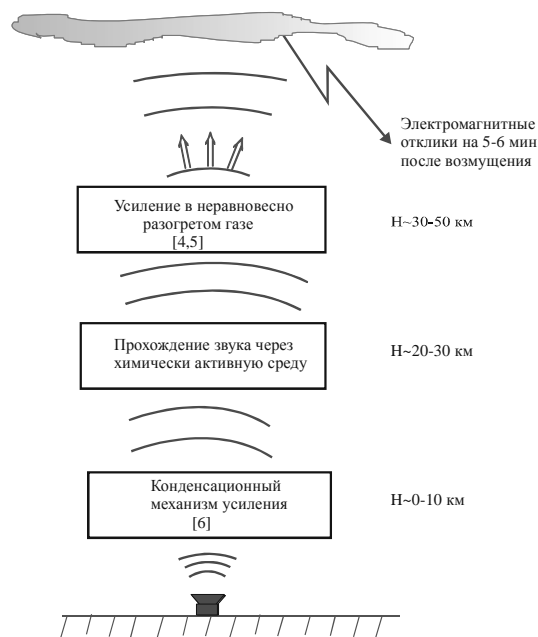 Электромагнитные
отклики на 5-6 мин
после возмущения
Усиление в неравновесно
разогретом газе
[4,5]
H~30-50 км
Прохождение звука через
химически активную среду
H~20-30 км
Конденсационный
механизм усиления
[6]
H~0-10 км